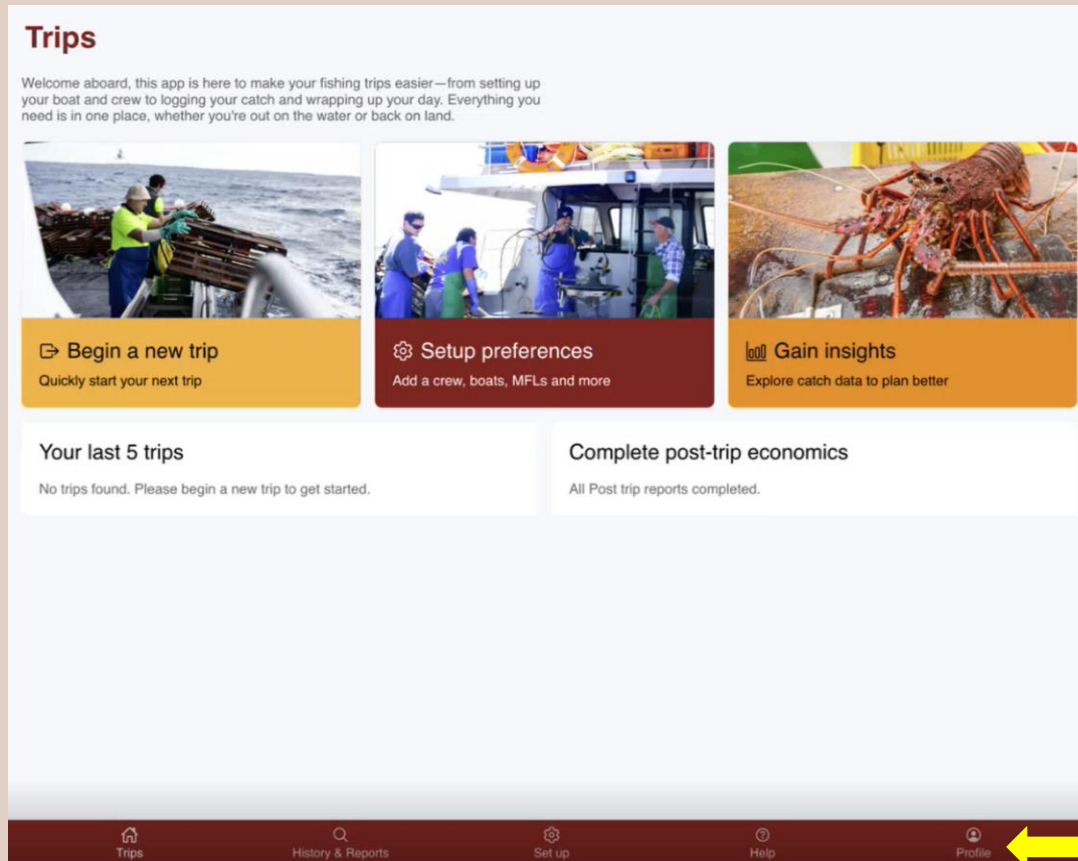 Trips
Welcome aboard, this app is here to make your fishing trips easier—from setting up
your boat and crew to logging your catch and wrapping up your day. Everything you
need is in one place, whether you're out on the water or back on land.
Begin a new trip
Quickly start your next trip
Setup preferences
Add a crew, boats, MFLs and more
Gain insights
Explore catch data to plan better
Your last 5 trips
No trips found. Please begin a new trip to get started.
Complete post-trip economics
All Post trip reports completed.
Trips
History & Reports
Set up
Help
Profile